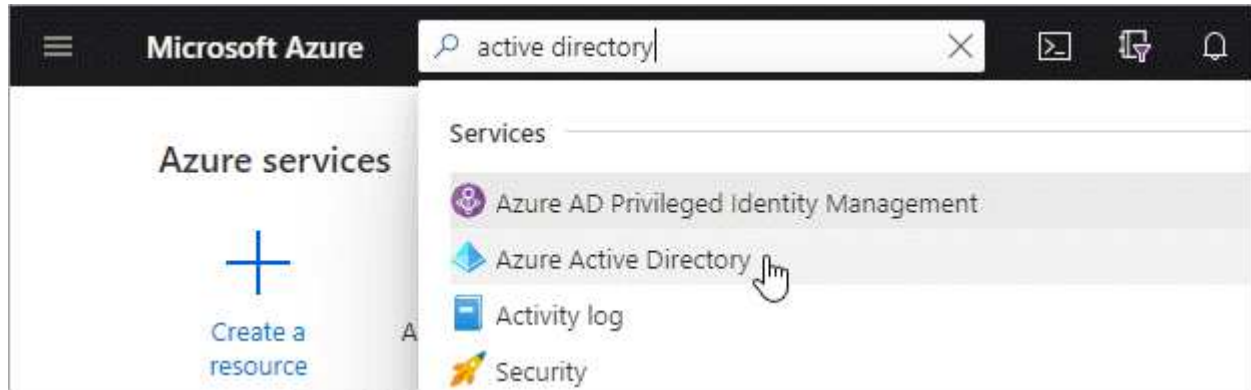 Microsoft Azure
active directory
Azure services
Create a
resource
A
Services
Azure AD Privileged Identity Management
Azure Active Directory
Activity log
Security